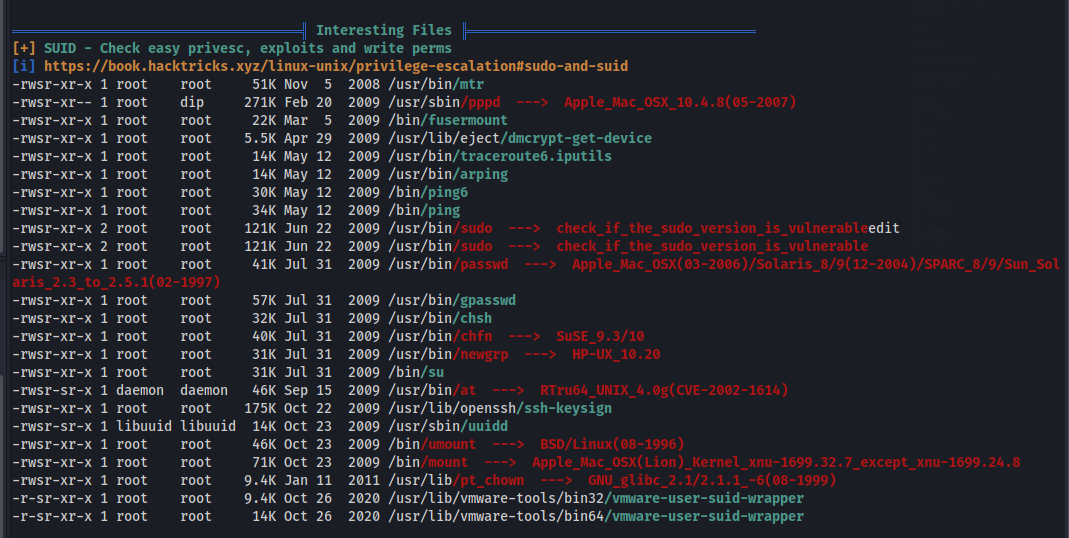 Interesting Files
[+] SUID - Check easy privesc, exploits and write perms
[i] https://book.hacktricks.xyz/linux-unix/privilege-escalation#sudo-and-suid
-rwsr-xr-x 1 root    root     51K Nov  5  2008 /usr/bin/mtr
-rwsr-xr-- 1 root    dip     271K Feb 20  2009 /usr/sbin/pppd  --->  Apple_Mac_OSX_10.4.8(05-2007)
-rwsr-xr-x 1 root    root     22K Mar  5  2009 /bin/fusermount
-rwsr-xr-x 1 root    root    5.5K Apr 29  2009 /usr/lib/eject/dmcrypt-get-device
-rwsr-xr-x 1 root    root     14K May 12  2009 /usr/bin/traceroute6.iputils
-rwsr-xr-x 1 root    root     14K May 12  2009 /usr/bin/arping
-rwsr-xr-x 1 root    root     30K May 12  2009 /bin/ping6
-rwsr-xr-x 1 root    root     34K May 12  2009 /bin/ping
-rwsr-xr-x 2 root    root    121K Jun 22  2009 /usr/bin/sudo  --->  check_if_the_sudo_version_is_vulnerableedit
-rwsr-xr-x 2 root    root    121K Jun 22  2009 /usr/bin/sudo  --->  check_if_the_sudo_version_is_vulnerable
-rwsr-xr-x 1 root    root     41K Jul 31  2009 /usr/bin/passwd  --->  Apple_Mac_OSX(03-2006)/Solaris_8/9(12-2004)/SPARC_8/9/Sun_Sol
aris_2.3_to_2.5.1(02-1997)
-rwsr-xr-x 1 root    root     57K Jul 31  2009 /usr/bin/gpasswd
-rwsr-xr-x 1 root    root     32K Jul 31  2009 /usr/bin/chsh
-rwsr-xr-x 1 root    root     40K Jul 31  2009 /usr/bin/chfn  --->  SuSE_9.3/10
-rwsr-xr-x 1 root    root     31K Jul 31  2009 /usr/bin/newgrp  --->  HP-UX_10.20
-rwsr-xr-x 1 root    root     31K Jul 31  2009 /bin/su
-rwsr-sr-x 1 daemon  daemon   46K Sep 15  2009 /usr/bin/at  --->  RTru64_UNIX_4.0g(CVE-2002-1614)
-rwsr-xr-x 1 root    root    175K Oct 22  2009 /usr/lib/openssh/ssh-keysign
-rwsr-sr-x 1 libuuid libuuid  14K Oct 23  2009 /usr/sbin/uuidd
-rwsr-xr-x 1 root    root     46K Oct 23  2009 /bin/umount  --->  BSD/Linux(08-1996)
-rwsr-xr-x 1 root    root     71K Oct 23  2009 /bin/mount  --->  Apple_Mac_OSX(Lion)_Kernel_xnu-1699.32.7_except_xnu-1699.24.8
-rwsr-xr-x 1 root    root    9.4K Jan 11  2011 /usr/lib/pt_chown  --->  GNU_glibc_2.1/2.1.1_-6(08-1999)
-r-sr-xr-x 1 root    root    9.4K Oct 26  2020 /usr/lib/vmware-tools/bin32/vmware-user-suid-wrapper
-r-sr-xr-x 1 root    root     14K Oct 26  2020 /usr/lib/vmware-tools/bin64/vmware-user-suid-wrapper